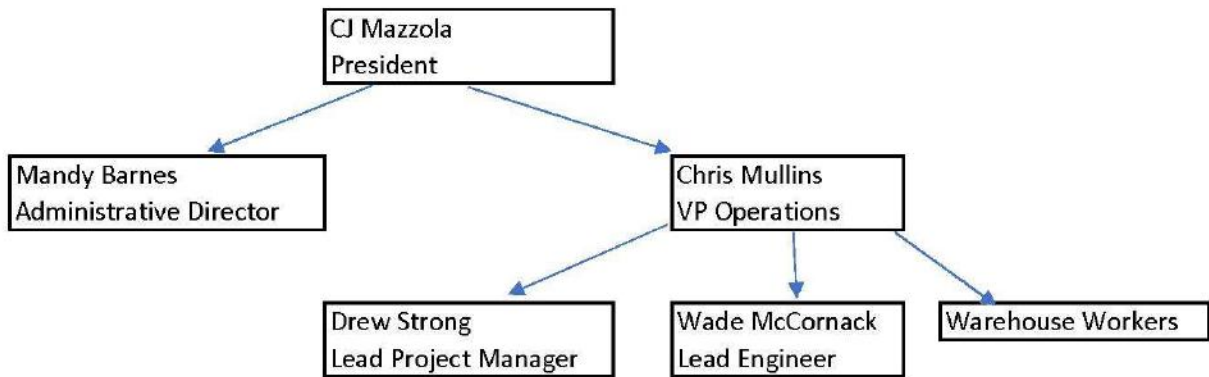 CJ Mazzola
President
Mandy Barnes
Administrative Director
Chris Mullins
VP Operations
Drew Strong
Lead Project Manager
Wade McCornack
Lead Engineer
Warehouse Workers